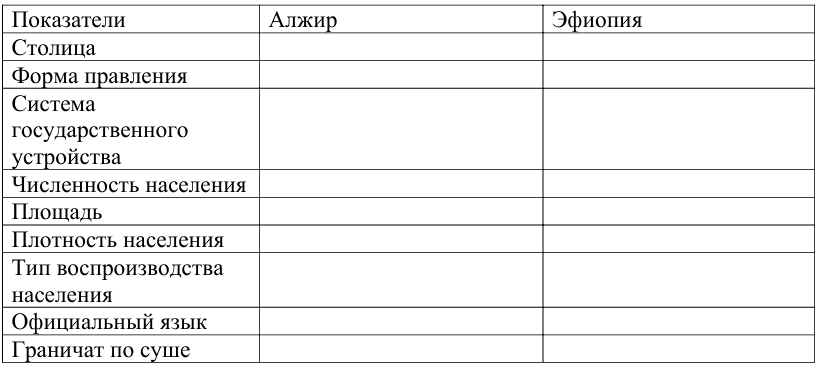 Показатели Алжир Эфиопия
Столица
Форма правления
Система
государственного
устройства
Численность населения
Площадь
Плотность населения
Тип воспроизводства
населения
Официальный язык
Граничат по суше